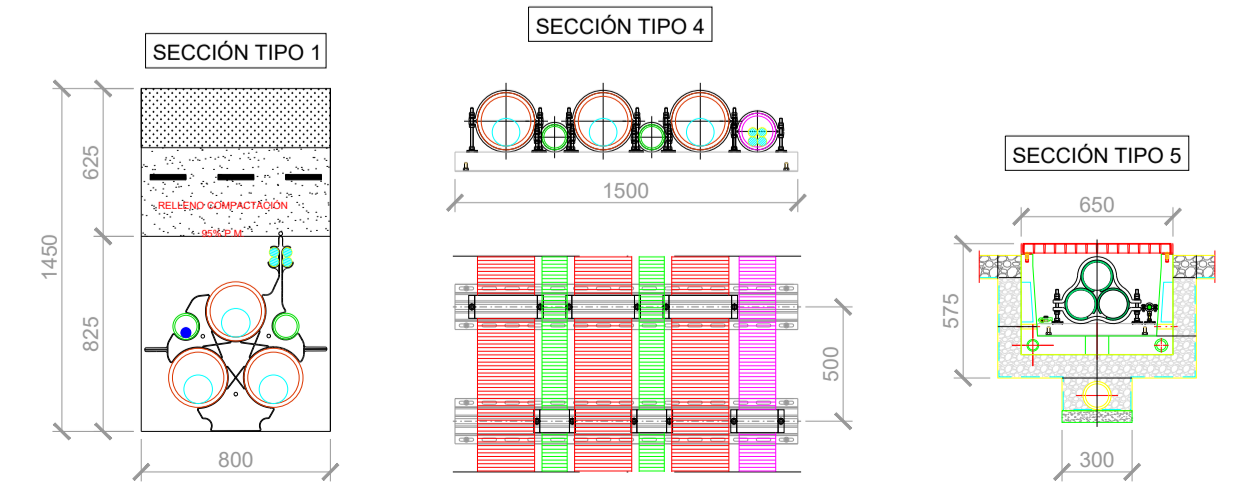 SECCIÓN TIPO 1
1450
625
825
RELLENO COMPACTACIÓN
95% P.M
800
SECCIÓN TIPO 4
1500
500
SECCIÓN TIPO 5
650
575
300